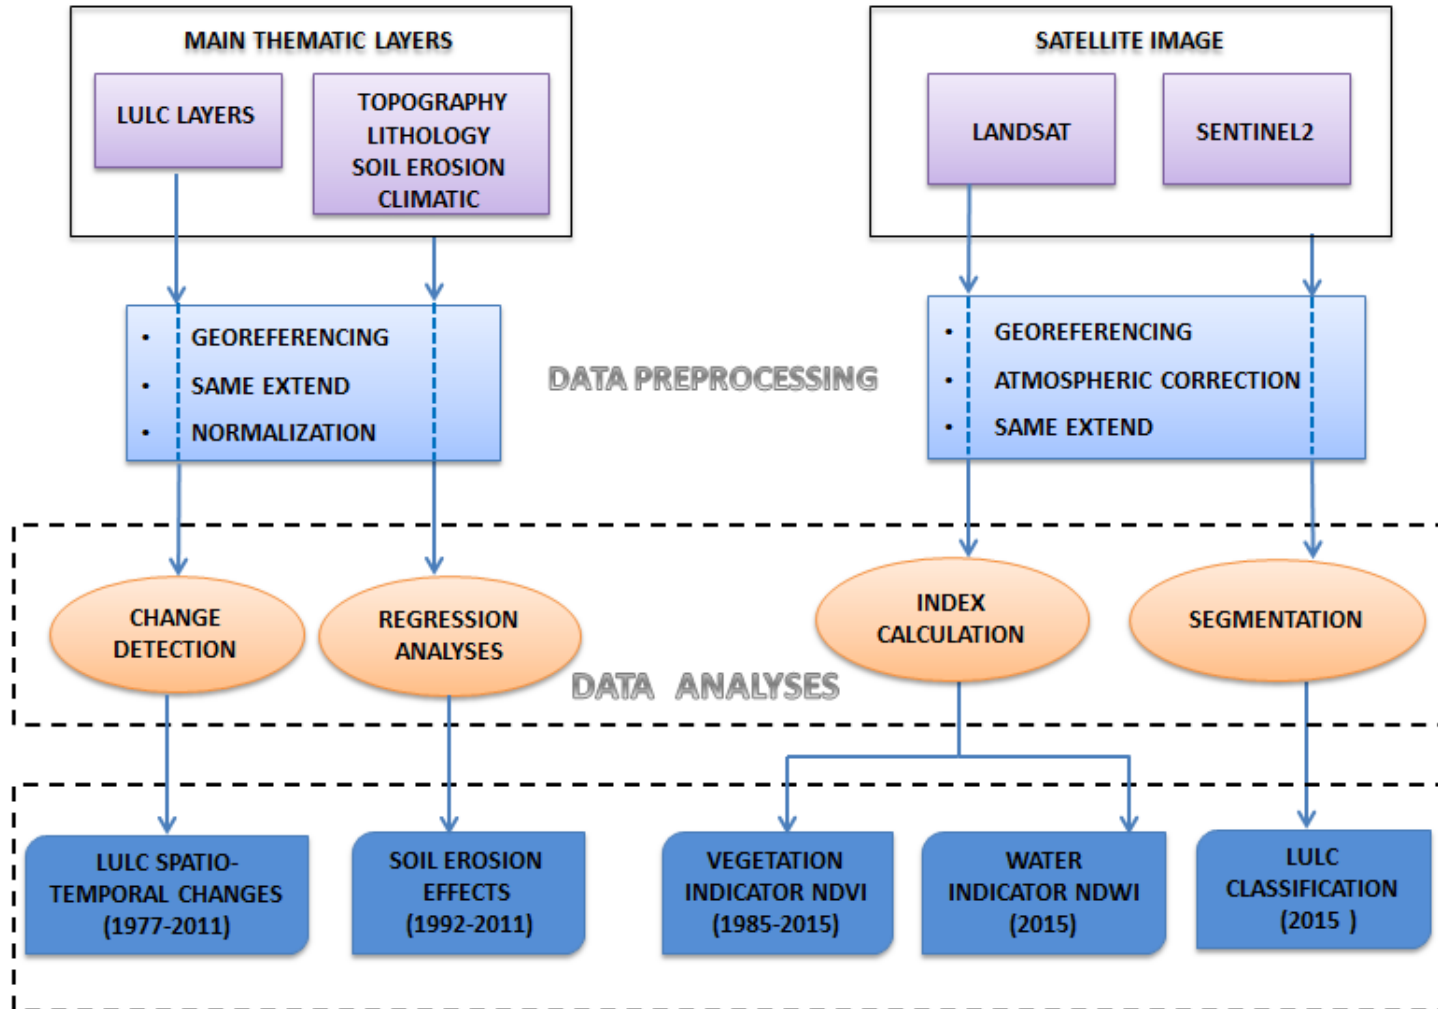 MAIN THEMATIC LAYERS
LULC LAYERS
TOPOGRAPHY
LITHOLOGY
SOIL EROSION
CLIMATIC
SATELLITE IMAGE
LANDSAT
SENTINEL2
• GEOREFERENCING
• SAME EXTEND
• NORMALIZATION
DATA PREPROCESSING
• GEOREFERENCING
• ATMOSPHERIC CORRECTION
• SAME EXTEND
CHANGE
DETECTION
REGRESSION
ANALYSES
INDEX
CALCULATION
SEGMENTATION
DATA ANALYSES
LULC SPATIO-
TEMPORAL CHANGES
(1977-2011)
SOIL EROSION
EFFECTS
(1992-2011)
VEGETATION
INDICATOR NDVI
(1985-2015)
WATER
INDICATOR NDWI
(2015)
LULC
CLASSIFICATION
(2015 )